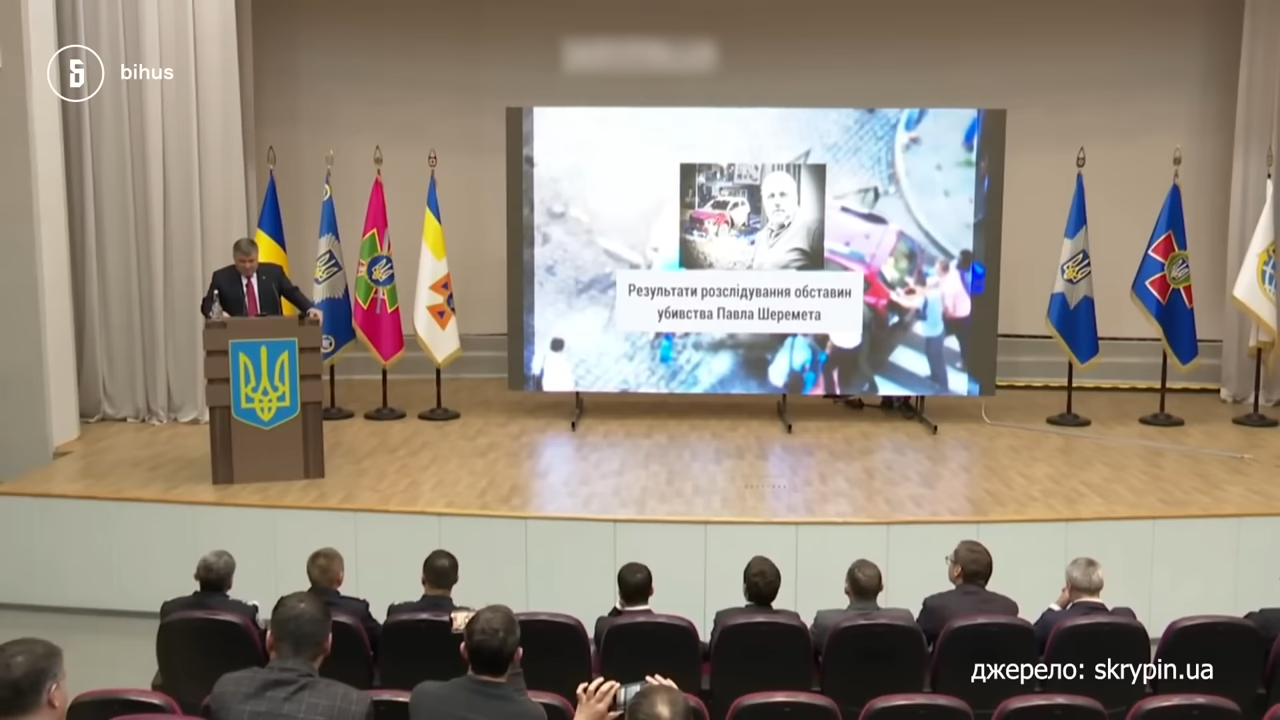 bihus
Результати розслідування обставин
убивства Павла Шеремета
джерело: skrypin.ua